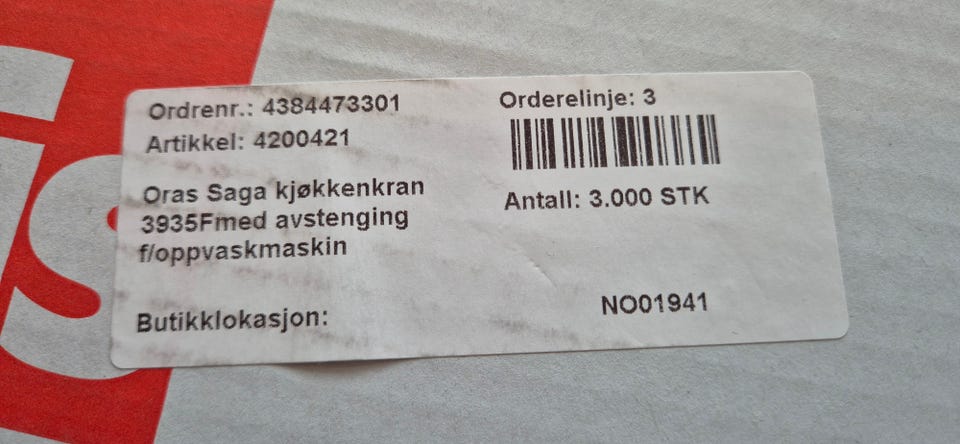 Ordrenr.: 4384473301
Orderelinje: 3
Artikkel: 4200421
Oras Saga kjøkkenkran
3935Fmed avstenging
f/oppvaskmaskin
Antall: 3.000 STK
Butikklokasjon:
NO01941